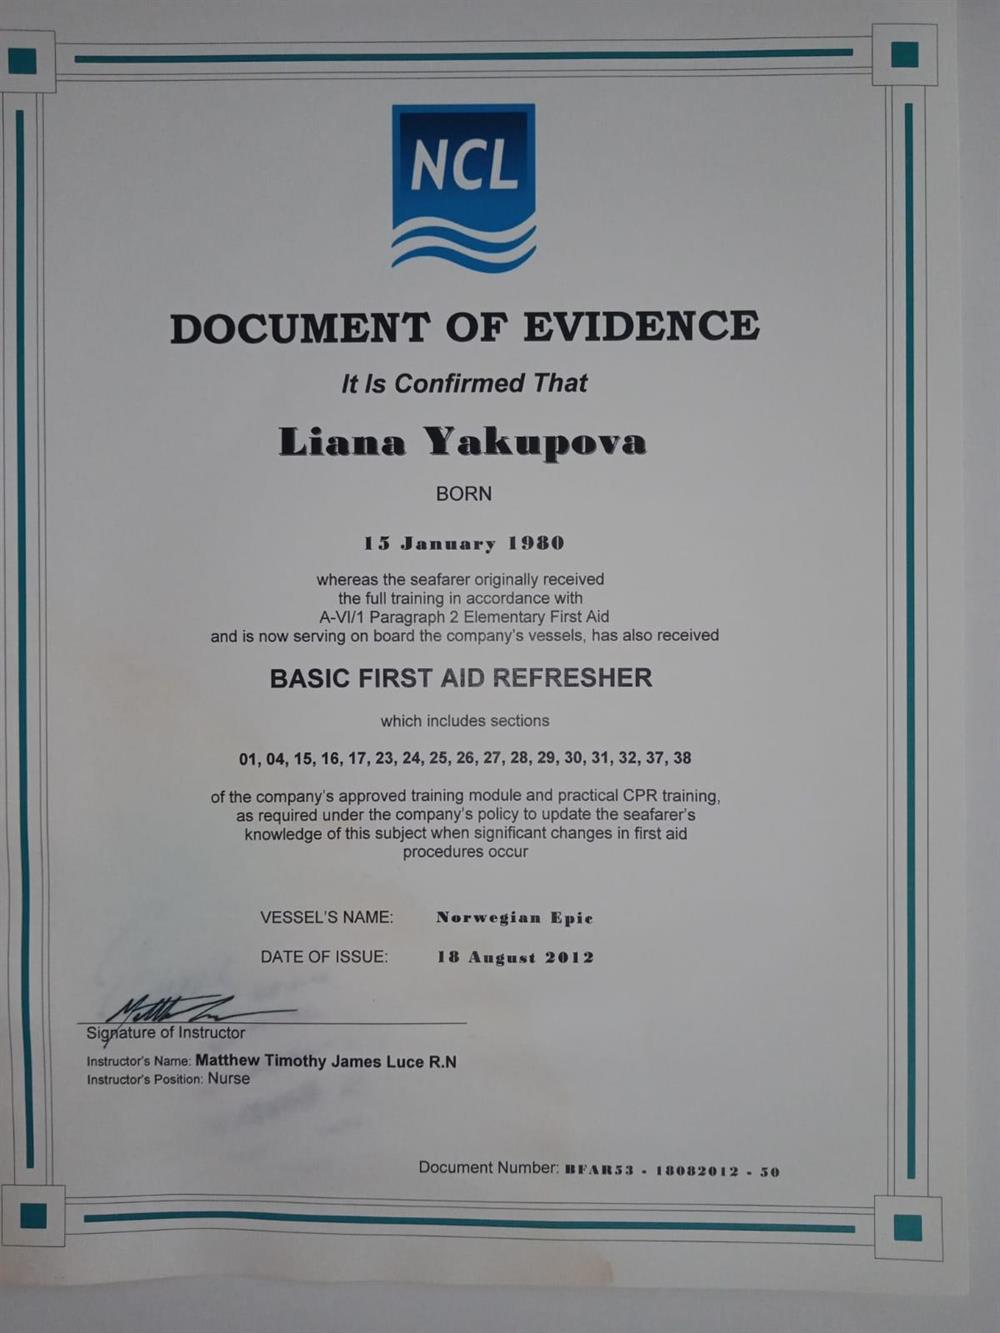 NCL
DOCUMENT OF EVIDENCE
It Is Confirmed That
Liana Yakupova
BORN
15 January 1980
whereas the seafarer originally received
the full training in accordance with
A-VI/1 Paragraph 2 Elementary First Aid
and is now serving on board the company's vessels, has also received
BASIC FIRST AID REFRESHER
which includes sections
01, 04, 15, 16, 17, 23, 24, 25, 26, 27, 28, 29, 30, 31, 32, 37, 38
of the company's approved training module and practical CPR training,
as required under the company's policy to update the seafarer's
knowledge of this subject when significant changes in first aid
procedures occur
VESSEL'S NAME: Norwegian Epic
DATE OF ISSUE: 18 August 2012
Signature of Instructor
Instructor's Name: Matthew Timothy James Luce R.N
Instructor's Position: Nurse
Document Number: BFAR53 - 18082012 - 50